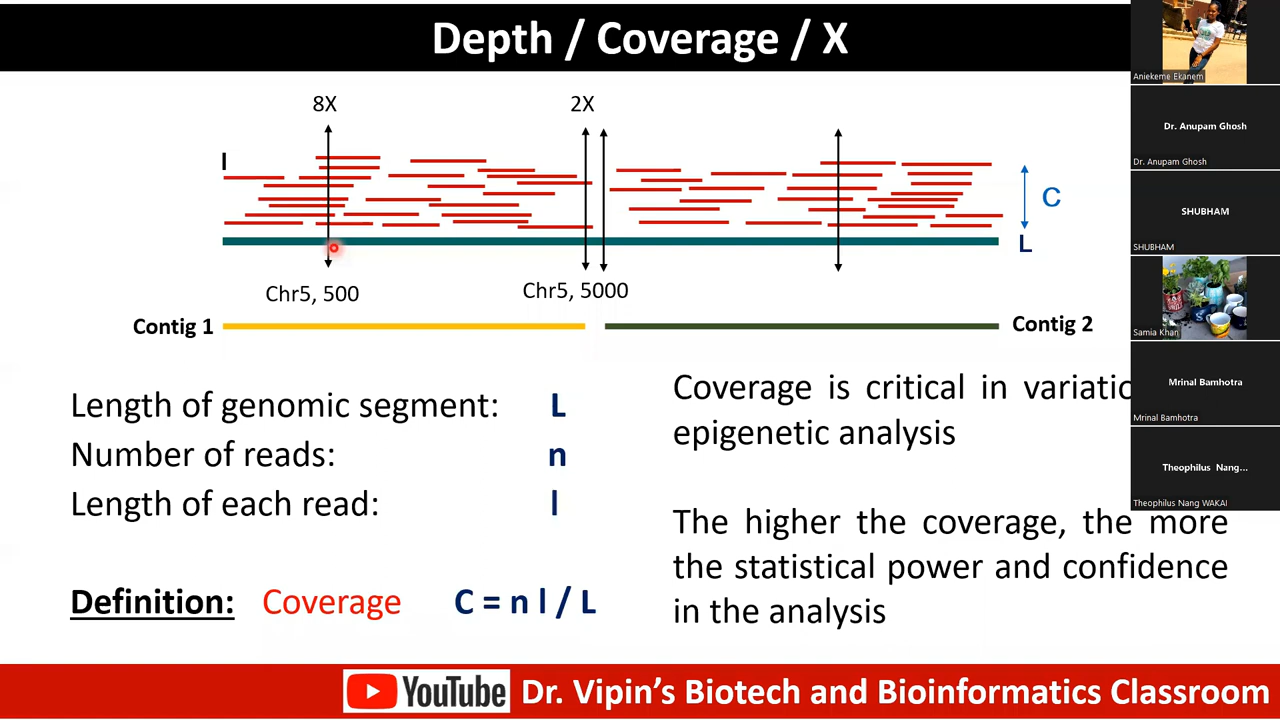 Depth / Coverage / X
8X
2X
l
C
L
Chr5, 500
Chr5, 5000
Contig 1
Contig 2
Length of genomic segment: L
Number of reads: n
Length of each read: l
Definition: Coverage C = n l / L
Coverage is critical in
epigenetic analysis
The higher the coverage, the more
the statistical power and confidence
in the analysis
YouTube Dr. Vipin's Biotech and Bioinformatics Classroom
Aniekeme Ekanem
Dr. Anupam Ghosh
Dr. Anupam Ghosh
SHUBHAM
SHUBHAM
Samia Khan
Mrinal Bamhotra
Mrinal Bamhotra
Theophilus Nang...
Theophilus Nang WAKAI